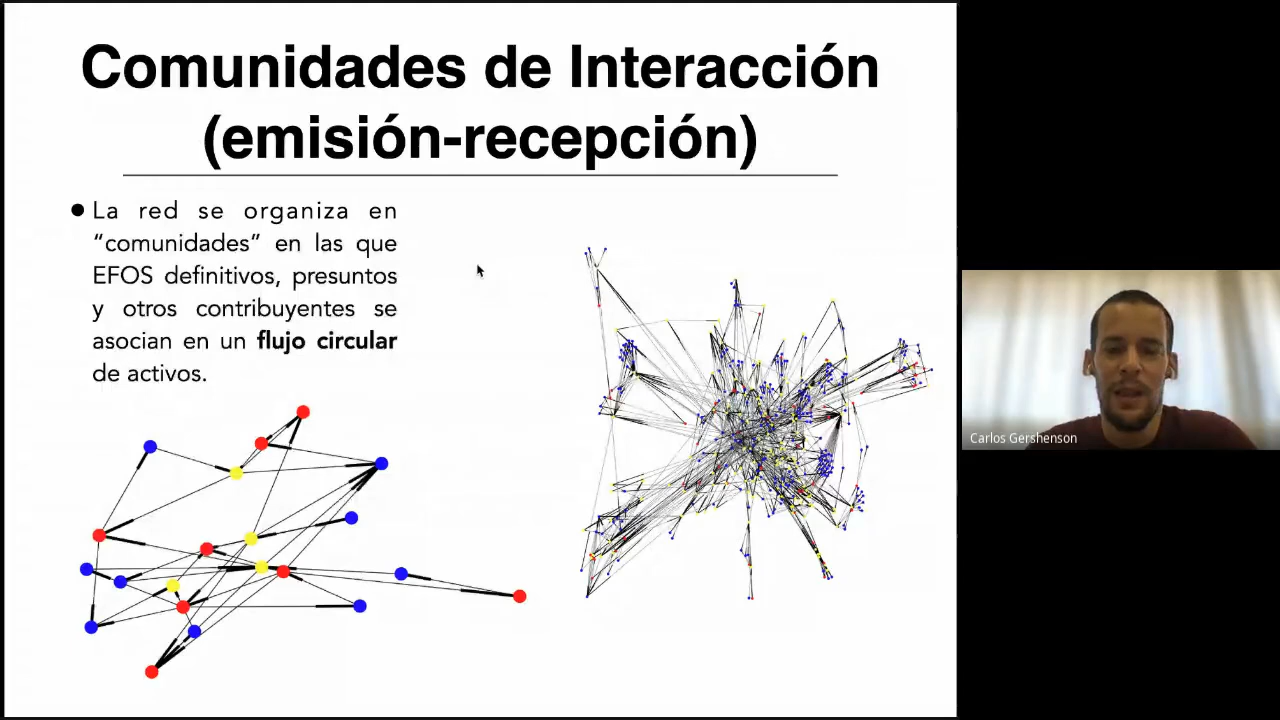 Comunidades de Interacción
(emisión-recepción)
● La red se organiza en
“comunidades” en las que
EFOS definitivos, presuntos
y otros contribuyentes se
asocian en un flujo circular
de activos.
Carlos Gershenson